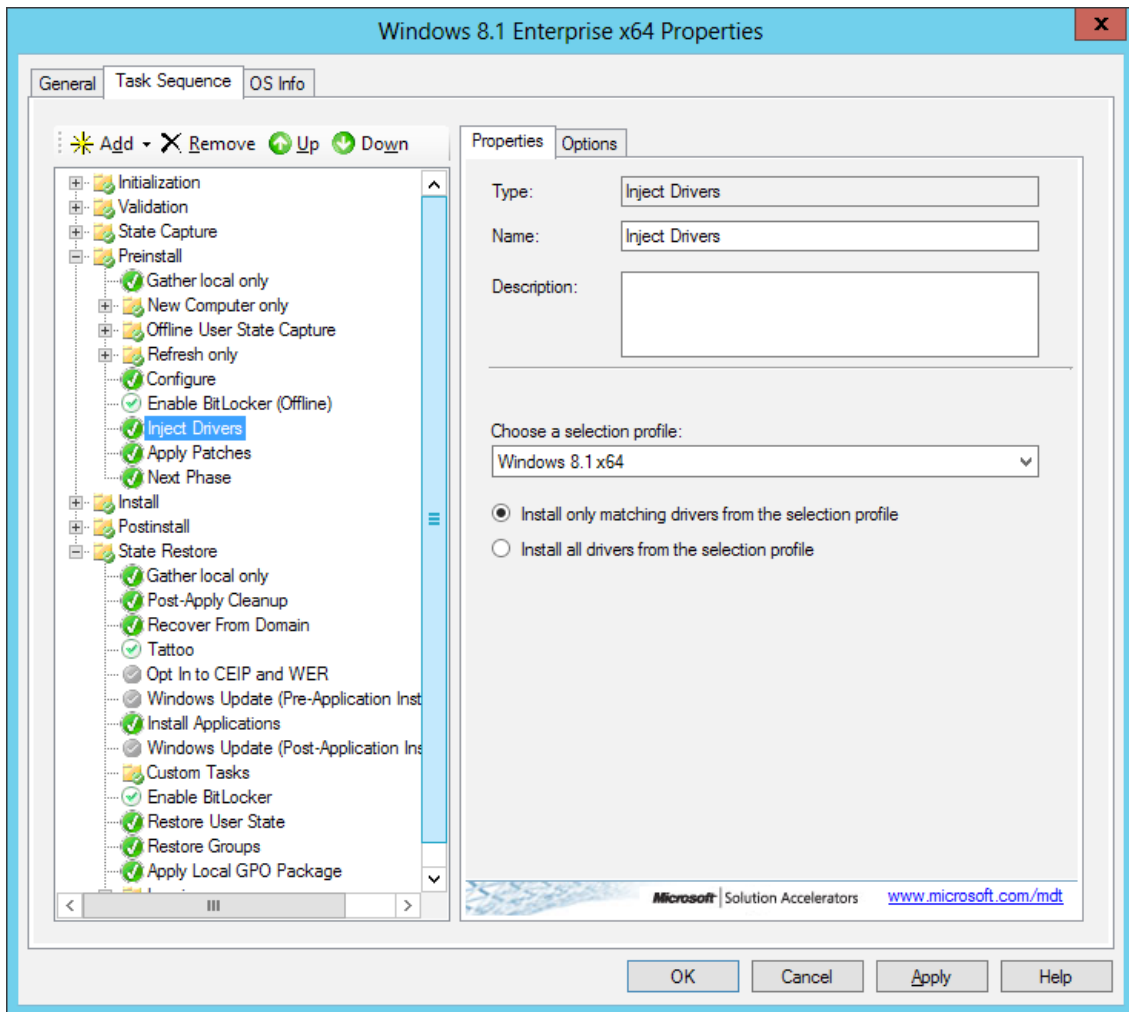 Windows 8.1 Enterprise x64 Properties
x
General Task Sequence OS Info
Add Remove Up Down
Initialization
Validation
State Capture
Preinstall
Gather local only
New Computer only
Offline User State Capture
Refresh only
Configure
Enable BitLocker (Offline)
Inject Drivers
Apply Patches
Next Phase
Install
Postinstall
State Restore
Gather local only
Post-Apply Cleanup
Recover From Domain
Tattoo
Opt In to CEIP and WER
Windows Update (Pre-Application Inst
Install Applications
Windows Update (Post-Application Ins
Custom Tasks
Enable BitLocker
Restore User State
Restore Groups
Apply Local GPO Package
Properties Options
Type: Inject Drivers
Name: Inject Drivers
Description:
Choose a selection profile:
Windows 8.1 x64
Install only matching drivers from the selection profile
Install all drivers from the selection profile
Microsoft Solution Accelerators www.microsoft.com/mdt
OK Cancel Apply Help